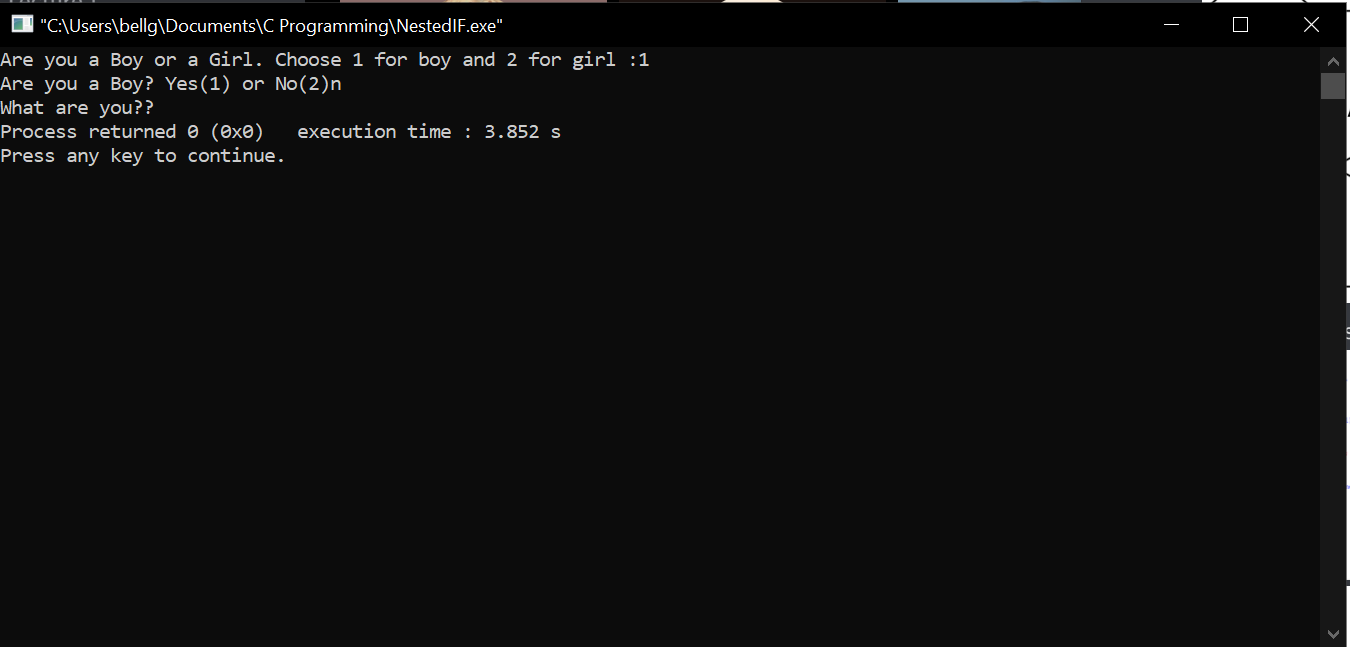 "C:\Users\bellg\Documents\C Programming\NestedIF.exe"
Are you a Boy or a Girl. Choose 1 for boy and 2 for girl :1
Are you a Boy? Yes(1) or No(2)n
What are you??
Process returned 0 (0x0)   execution time : 3.852 s
Press any key to continue.